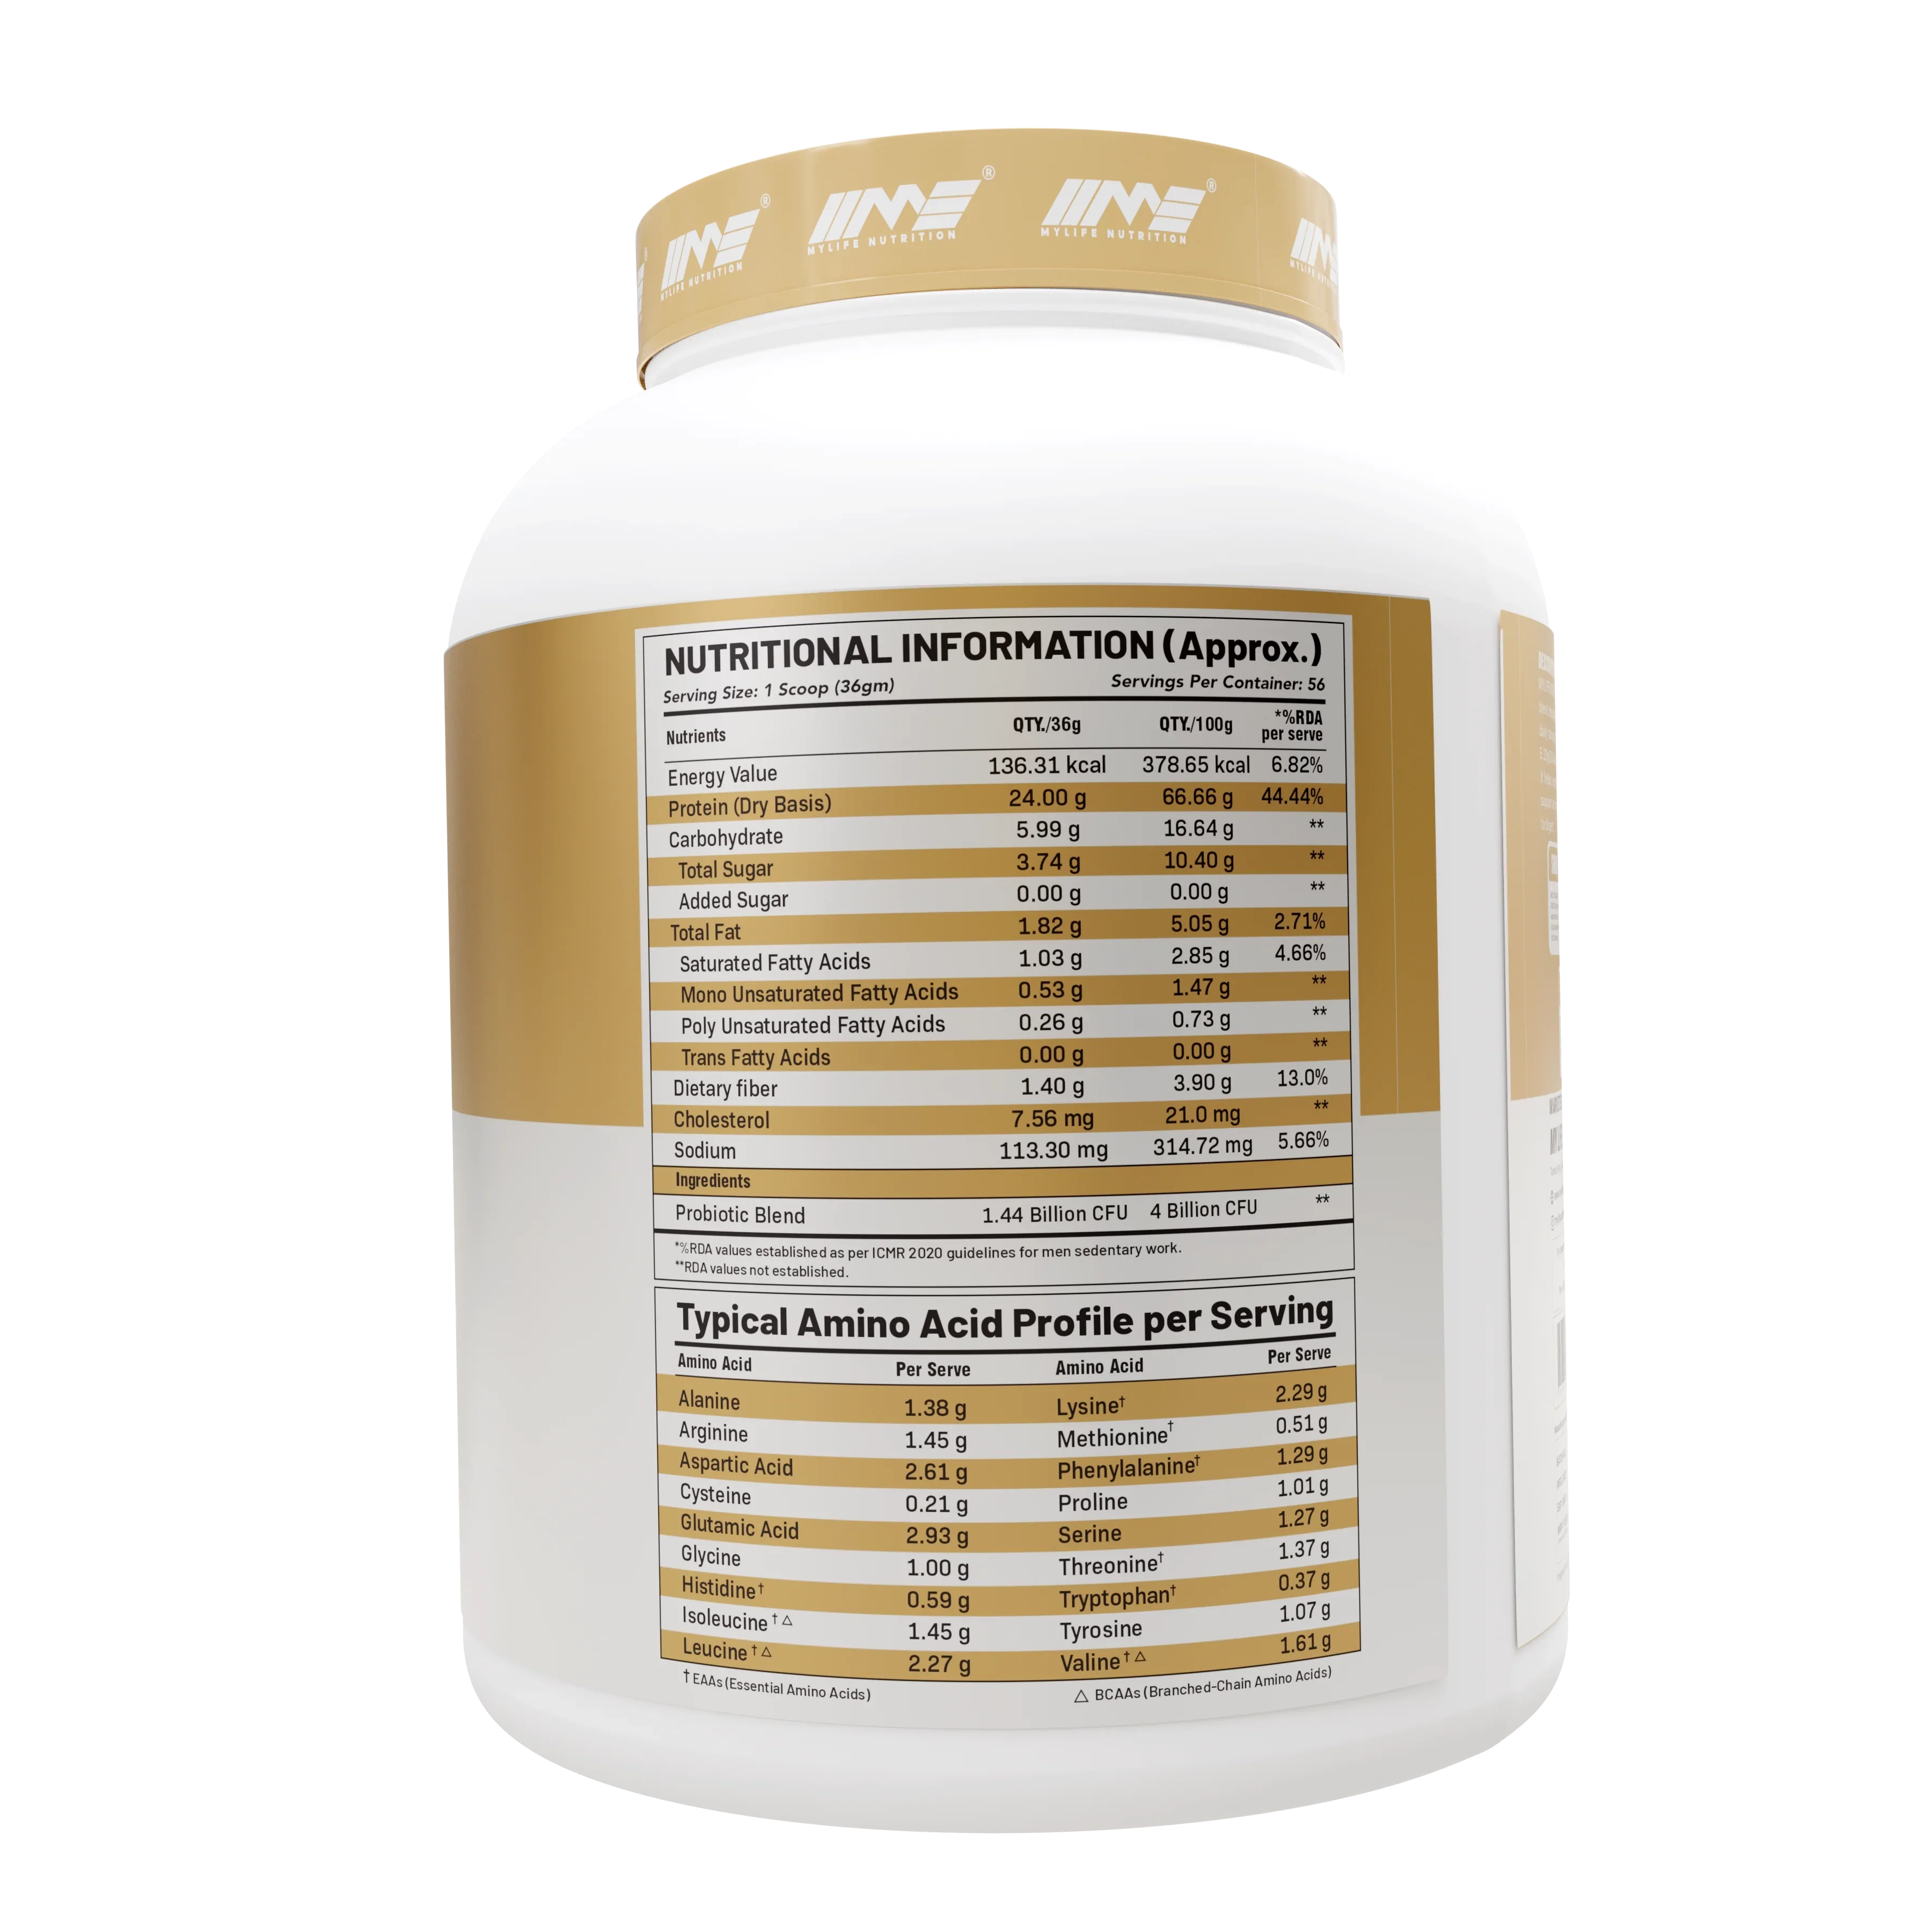 MYLIFE NUTRITION
MYLIFE NUTRITION
MYLIFE NUTRITION
NUTRITIONAL INFORMATION (Approx.)
Serving Size: 1 Scoop (36gm) Servings Per Container: 56
Nutrients QTY./36g QTY./100g *%RDA per serve
Energy Value 136.31 kcal 378.65 kcal 6.82%
Protein (Dry Basis) 24.00 g 66.66 g 44.44%
Carbohydrate 5.99 g 16.64 g **
Total Sugar 3.74 g 10.40 g **
Added Sugar 0.00 g 0.00 g **
Total Fat 1.82 g 5.05 g 2.71%
Saturated Fatty Acids 1.03 g 2.85 g 4.66%
Mono Unsaturated Fatty Acids 0.53 g 1.47 g **
Poly Unsaturated Fatty Acids 0.26 g 0.73 g **
Trans Fatty Acids 0.00 g 0.00 g **
Dietary fiber 1.40 g 3.90 g 13.0%
Cholesterol 7.56 mg 21.0 mg **
Sodium 113.30 mg 314.72 mg 5.66%
Ingredients
Probiotic Blend 1.44 Billion CFU 4 Billion CFU **
*%RDA values established as per ICMR 2020 guidelines for men sedentary work.
**RDA values not established.
Typical Amino Acid Profile per Serving
Amino Acid Per Serve Amino Acid Per Serve
Alanine 1.38 g Lysine† 2.29 g
Arginine 1.45 g Methionine† 0.51 g
Aspartic Acid 2.61 g Phenylalanine† 1.29 g
Cysteine 0.21 g Proline 1.01 g
Glutamic Acid 2.93 g Serine 1.27 g
Glycine 1.00 g Threonine† 1.37 g
Histidine† 0.59 g Tryptophan† 0.37 g
Isoleucine†△ 1.45 g Tyrosine 1.07 g
Leucine†△ 2.27 g Valine†△ 1.61 g
† EAAs (Essential Amino Acids) △ BCAAs (Branched-Chain Amino Acids)